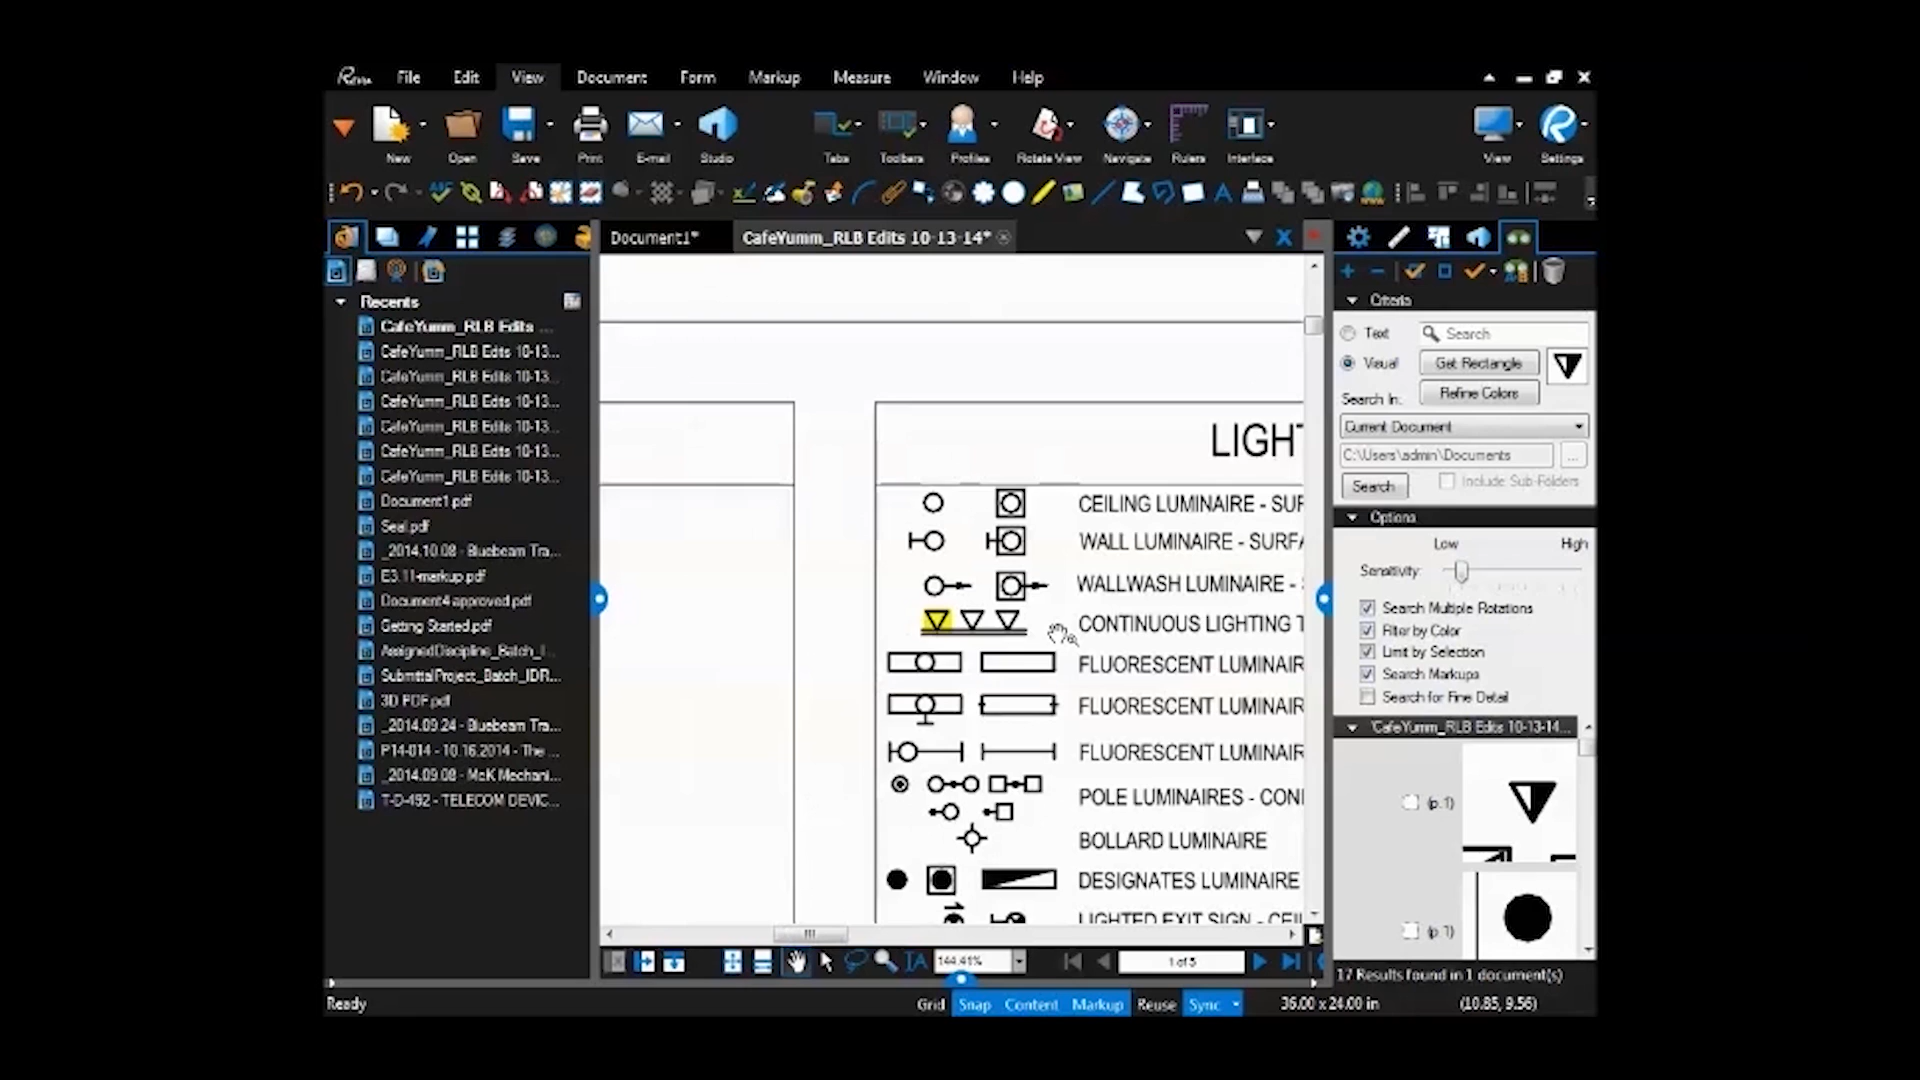 Revu File Edit View Document Form Markup Measure Window Help
New Open Save Print E-mail Studio Tabs Toolbars Profiles Rotate View Navigate Rulers Interface View Settings
Document1* CafeYumm_RLB Edits 10-13-14*
Recents
CafeYumm_RLB Edits ...
CafeYumm_RLB Edits 10-13...
CafeYumm_RLB Edits 10-13...
CafeYumm_RLB Edits 10-13...
CafeYumm_RLB Edits 10-13...
CafeYumm_RLB Edits 10-13...
CafeYumm_RLB Edits 10-13...
Document1.pdf
Seal.pdf
_2014.10.08 - Bluebeam Tra...
E3.11-markup.pdf
Document4 approved.pdf
Getting Started.pdf
AssignedDiscipline_Batch_I...
SubmittalProject_Batch_IDR...
3D PDF.pdf
_2014.09.24 - Bluebeam Tra...
P14-014 - 10.16.2014 - The ...
_2014.09.08 - McK Mechani...
T-D-492 - TELECOM DEVIC...
LIGHT
CEILING LUMINAIRE - SUR
WALL LUMINAIRE - SURFA
WALLWASH LUMINAIRE -
CONTINUOUS LIGHTING T
FLUORESCENT LUMINAIR
FLUORESCENT LUMINAIR
FLUORESCENT LUMINAIR
POLE LUMINAIRES - CON
BOLLARD LUMINAIRE
DESIGNATES LUMINAIRE
LIGHTED EXIT SIGN - CEI
Criteria
Text Search
Visual Get Rectangle
Refine Colors
Search In:
Current Document
C:\Users\admin\Documents ...
Search Include Sub-Folders
Options
Low High
Sensitivity:
Search Multiple Rotations
Filter by Color
Limit by Selection
Search Markups
Search for Fine Detail
'CafeYumm_RLB Edits 10-13-14...
(p.1)
(p.1)
17 Results found in 1 document(s)
144.41% 1 of 5
Ready Grid Snap Content Markup Reuse Sync 36.00 x 24.00 in (10.85, 9.56)